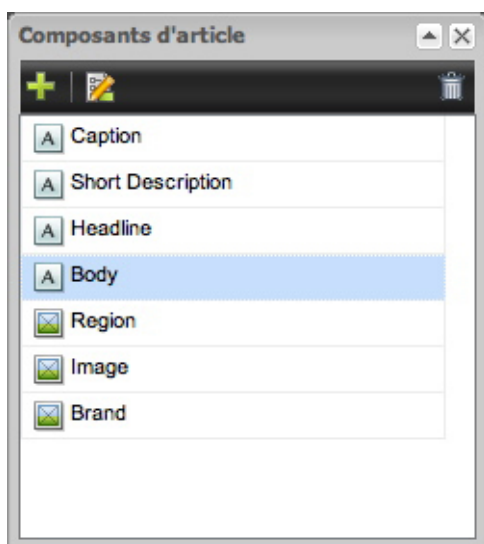 Composants d'article
Caption
Short Description
Headline
Body
Region
Image
Brand